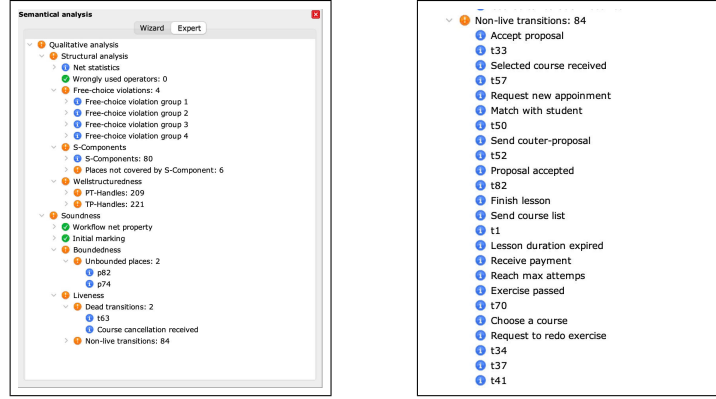 Semantical analysis
Wizard Expert
Qualitative analysis
Structural analysis
Net statistics
Wrongly used operators: 0
Free-choice violations: 4
Free-choice violation group 1
Free-choice violation group 2
Free-choice violation group 3
Free-choice violation group 4
S-Components
S-Components: 80
Places not covered by S-Component: 6
Wellstructuredness
PT-Handles: 209
TP-Handles: 221
Soundness
Workflow net property
Initial marking
Boundedness
Unbounded places: 2
p82
p74
Liveness
Dead transitions: 2
t63
Course cancellation received
Non-live transitions: 84
Non-live transitions: 84
Accept proposal
t33
Selected course received
t57
Request new appoinment
Match with student
t50
Send couter-proposal
t52
Proposal accepted
t82
Finish lesson
Send course list
t1
Lesson duration expired
Receive payment
Reach max attemps
Exercise passed
t70
Choose a course
Request to redo exercise
t34
t37
t41